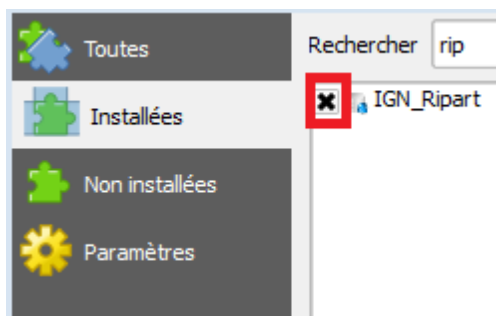 Toutes
Rechercher rip
Installées
IGN_Ripart
Non installées
Paramètres